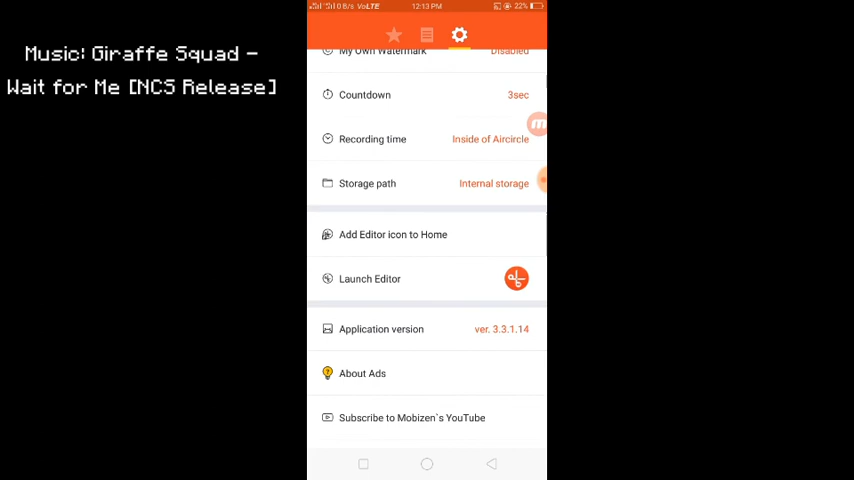 Music: Giraffe Squad -
Wait for Me [NCS Release]
0 B/s VoLTE 12:13 PM 22%
My Own Watermark Disabled
Countdown 3sec
Recording time Inside of Aircircle
Storage path Internal storage
Add Editor icon to Home
Launch Editor
Application version ver. 3.3.1.14
About Ads
Subscribe to Mobizen`s YouTube